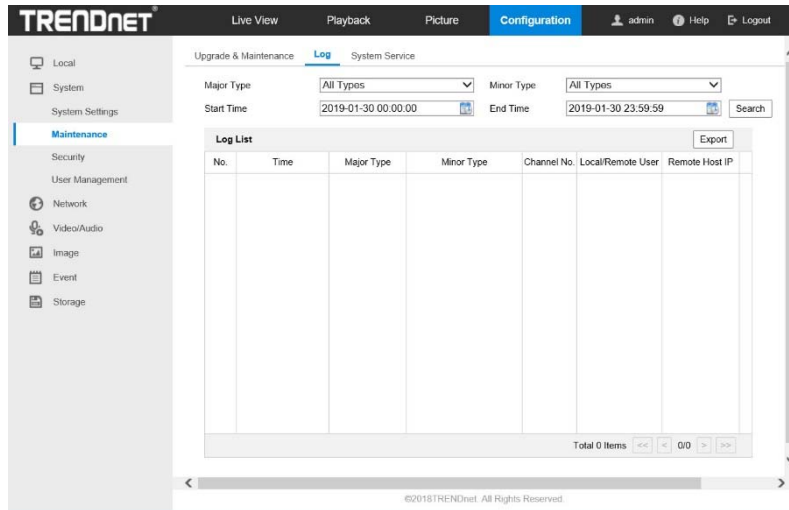 TRENDNET®
Live View Playback Picture Configuration admin Help Logout
Local
System
System Settings
Maintenance
Security
User Management
Network
Video/Audio
Image
Event
Storage
Upgrade & Maintenance Log System Service
Major Type All Types Minor Type All Types
Start Time 2019-01-30 00:00:00 End Time 2019-01-30 23:59:59 Search
Log List Export
No. Time Major Type Minor Type Channel No. Local/Remote User Remote Host IP
Total 0 Items << < 0/0 > >>
©2018TRENDnet All Rights Reserved.